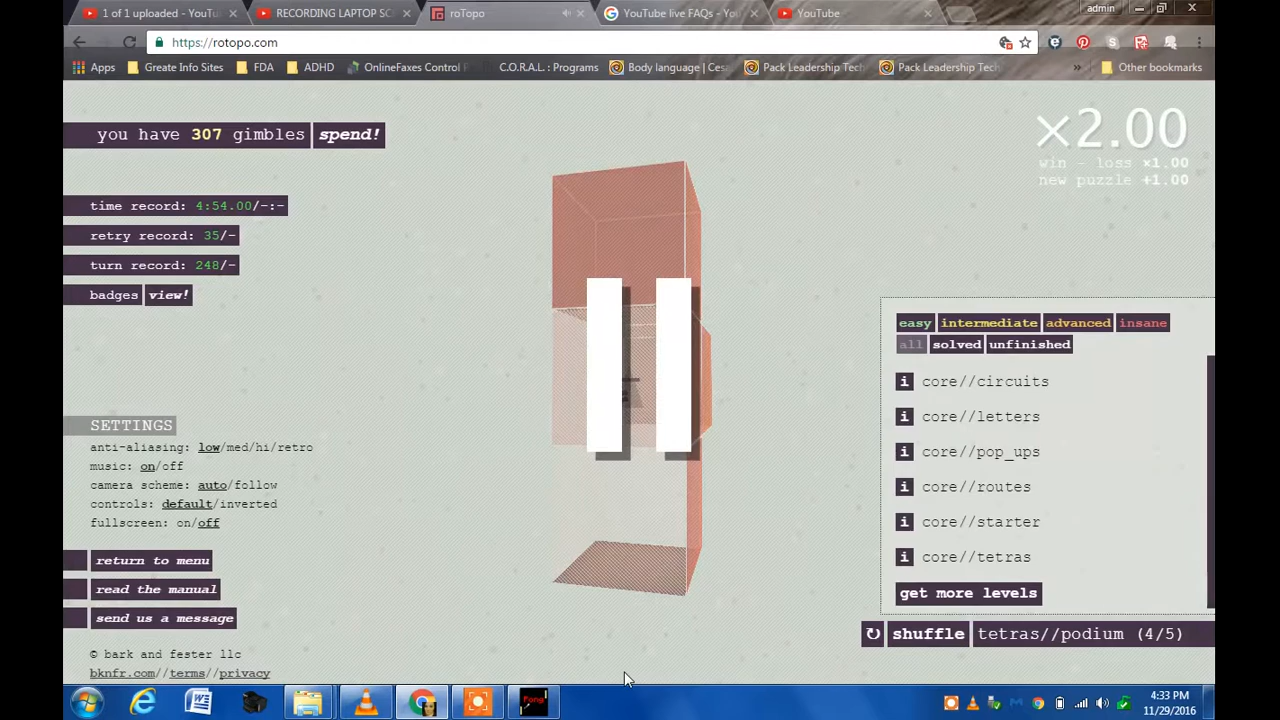 1 of 1 uploaded - YouTu
RECORDING LAPTOP SC
roTopo
YouTube live FAQs - You
YouTube
admin
https://rotopo.com
Apps
Greate Info Sites
FDA
ADHD
OnlineFaxes Control
C.O.R.A.L. : Programs
Body language | Ces
Pack Leadership Tech
Pack Leadership Tech
»
Other bookmarks
you have 307 gimbles spend!
×2.00
win - loss ×1.00
new puzzle +1.00
time record: 4:54.00/-:-
retry record: 35/-
turn record: 248/-
badges view!
easy intermediate advanced insane
all solved unfinished
i core//circuits
i core//letters
i core//pop_ups
i core//routes
i core//starter
i core//tetras
get more levels
SETTINGS
anti-aliasing: low/med/hi/retro
music: on/off
camera scheme: auto/follow
controls: default/inverted
fullscreen: on/off
return to menu
read the manual
send us a message
↻ shuffle tetras//podium (4/5)
© bark and fester llc
bknfr.com//terms//privacy
Pong
4:33 PM
11/29/2016